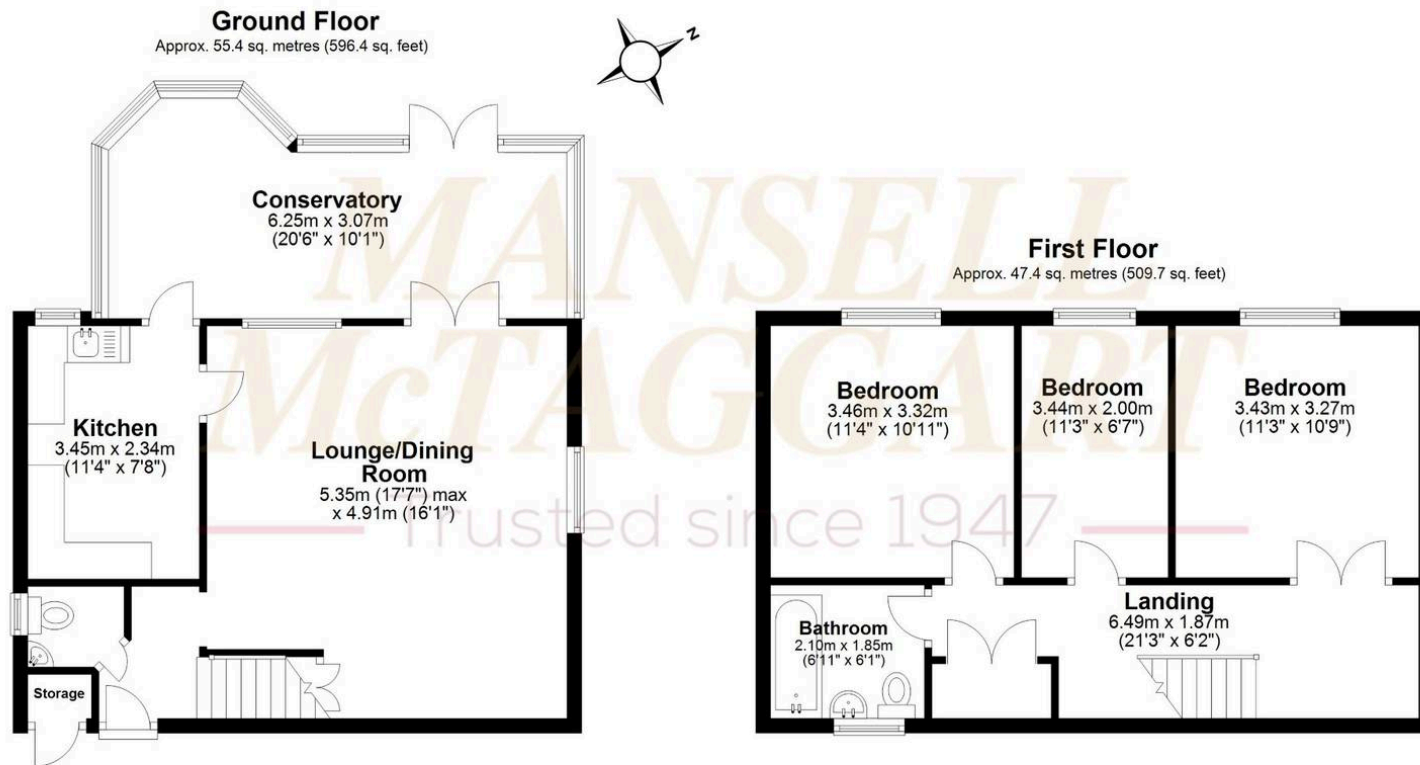 Ground Floor
Approx. 55.4 sq. metres (596.4 sq. feet)
N
Conservatory
6.25m x 3.07m
(20'6" x 10'1")
Kitchen
3.45m x 2.34m
(11'4" x 7'8")
Lounge/Dining
Room
5.35m (17'7") max
x 4.91m (16'1")
Storage
First Floor
Approx. 47.4 sq. metres (509.7 sq. feet)
Bedroom
3.46m x 3.32m
(11'4" x 10'11")
Bedroom
3.44m x 2.00m
(11'3" x 6'7")
Bedroom
3.43m x 3.27m
(11'3" x 10'9")
Bathroom
2.10m x 1.85m
(6'11" x 6'1")
Landing
6.49m x 1.87m
(21'3" x 6'2")
MANSELL
McTAGGART
Trusted since 1947